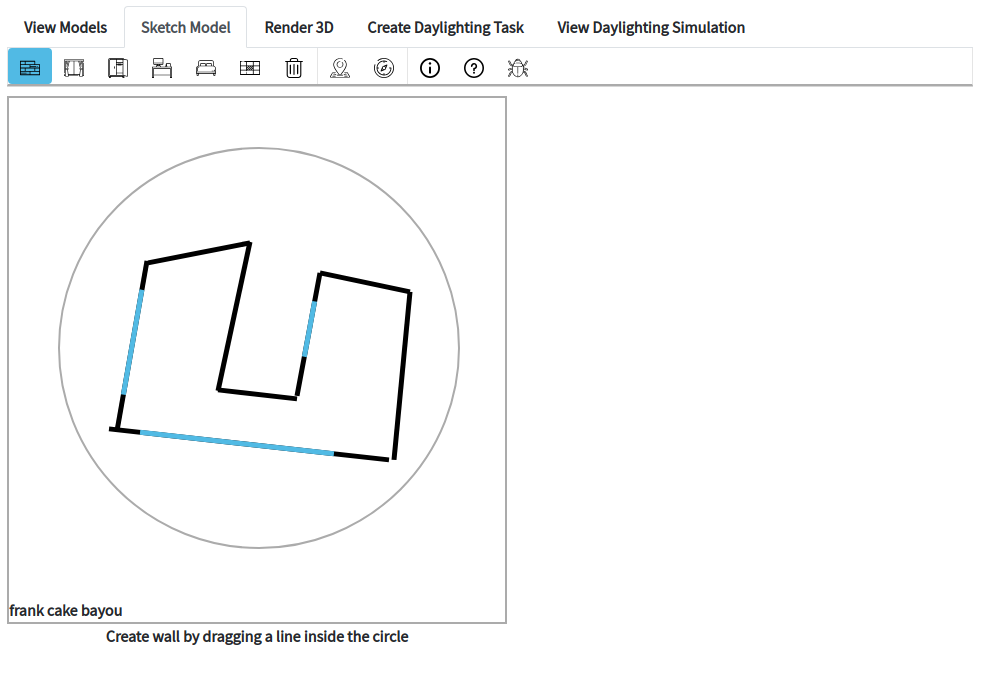 View Models Sketch Model Render 3D Create Daylighting Task View Daylighting Simulation
frank cake bayou
Create wall by dragging a line inside the circle